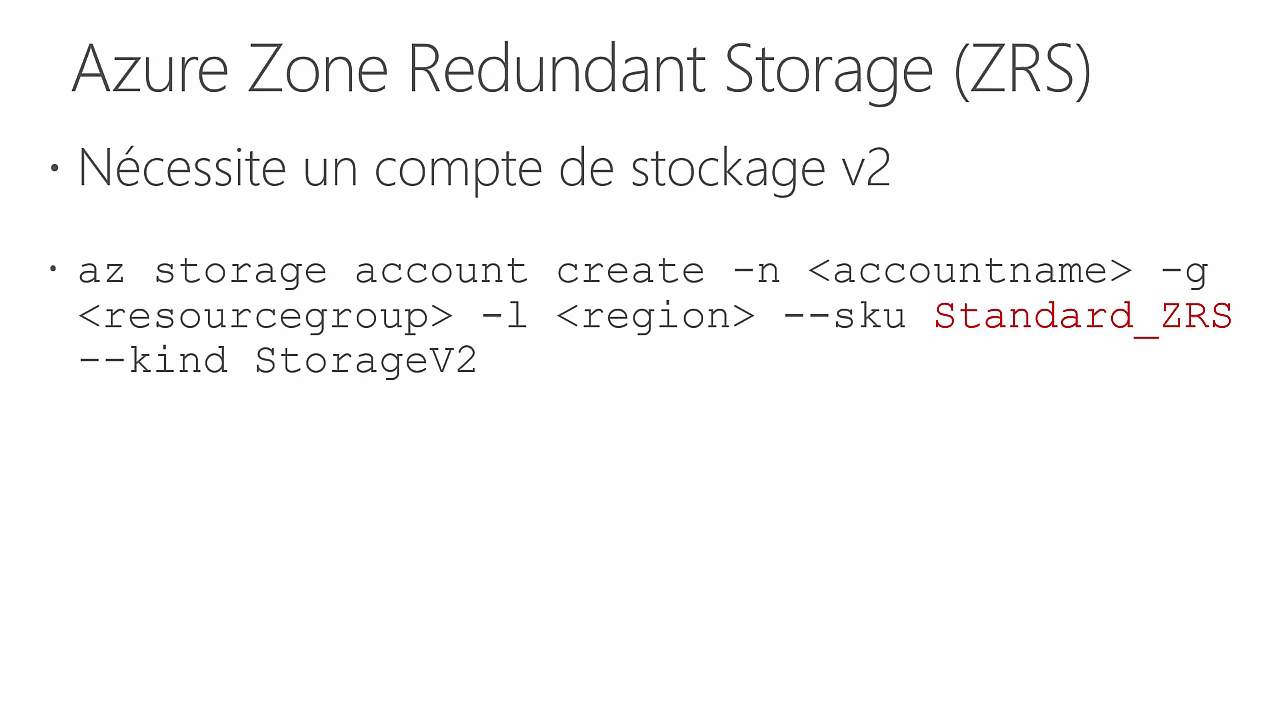 Azure Zone Redundant Storage (ZRS)
• Nécessite un compte de stockage v2
• az storage account create -n <accountname> -g
<resourcegroup> -l <region> --sku Standard_ZRS
--kind StorageV2